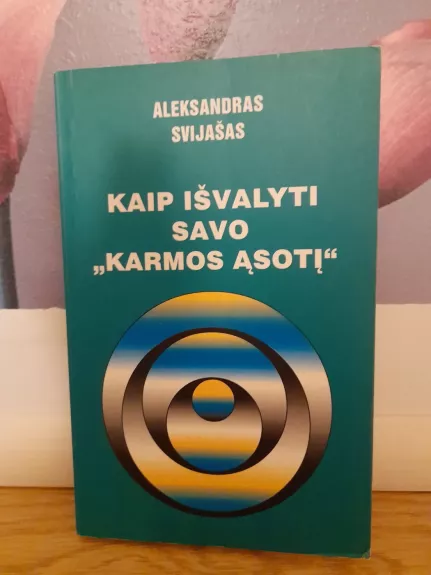 ALEKSANDRAS
SVIJAŠAS
KAIP IŠVALYTI
SAVO
„KARMOS ĄSOTĮ“